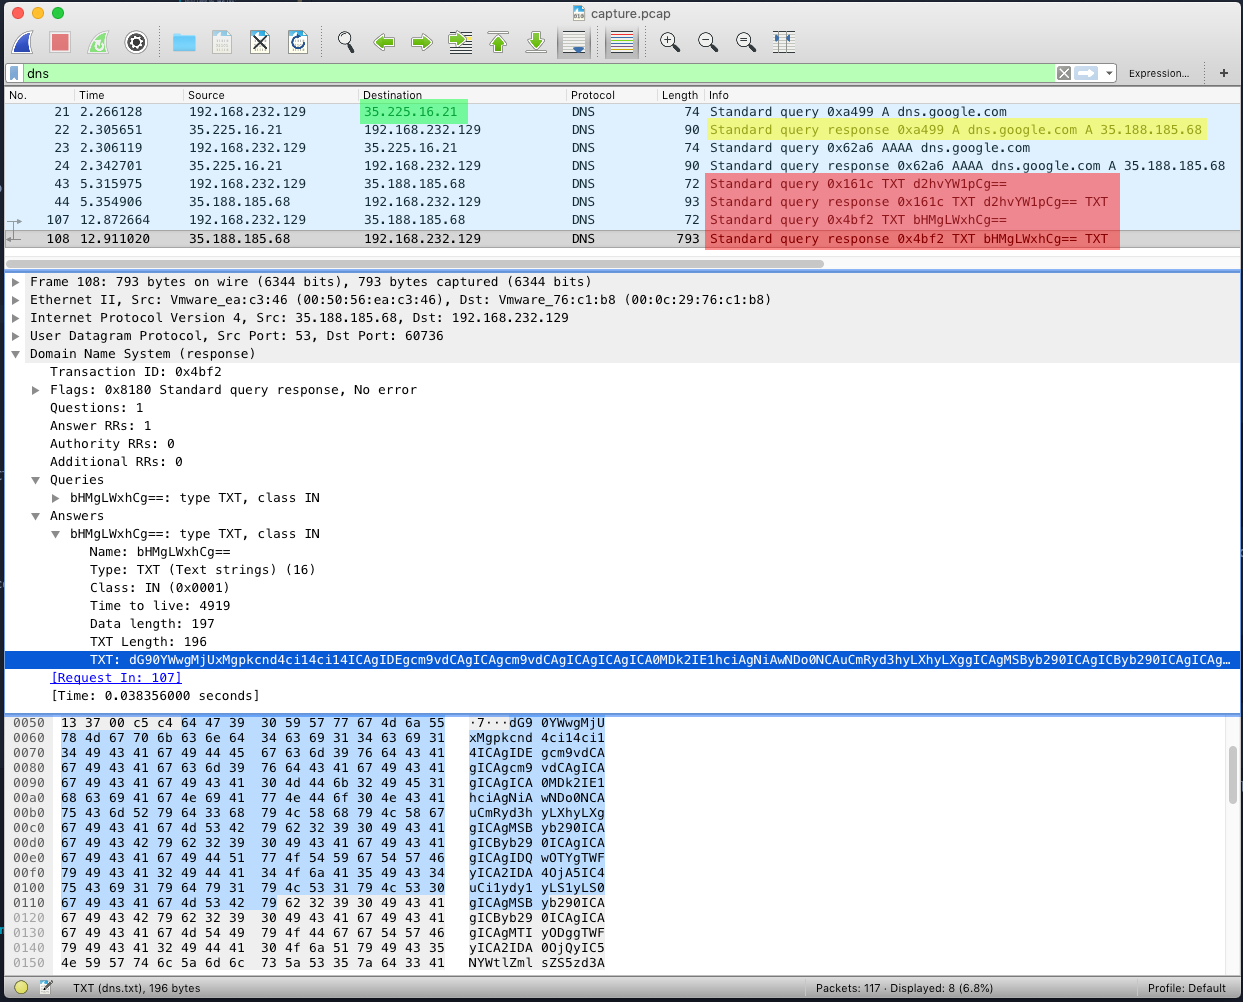 capture.pcap
dns
Expression...
+
No. Time Source Destination Protocol Length Info
21 2.266128 192.168.232.129 35.225.16.21 DNS 74 Standard query 0xa499 A dns.google.com
22 2.305651 35.225.16.21 192.168.232.129 DNS 90 Standard query response 0xa499 A dns.google.com A 35.188.185.68
23 2.306119 192.168.232.129 35.225.16.21 DNS 74 Standard query 0x62a6 AAAA dns.google.com
24 2.342701 35.225.16.21 192.168.232.129 DNS 90 Standard query response 0x62a6 AAAA dns.google.com A 35.188.185.68
43 5.315975 192.168.232.129 35.188.185.68 DNS 72 Standard query 0x161c TXT d2hvYW1pCg==
44 5.354906 35.188.185.68 192.168.232.129 DNS 93 Standard query response 0x161c TXT d2hvYW1pCg== TXT
107 12.872664 192.168.232.129 35.188.185.68 DNS 72 Standard query 0x4bf2 TXT bHMgLWxhCg==
108 12.911020 35.188.185.68 192.168.232.129 DNS 793 Standard query response 0x4bf2 TXT bHMgLWxhCg== TXT
Frame 108: 793 bytes on wire (6344 bits), 793 bytes captured (6344 bits)
Ethernet II, Src: Vmware_ea:c3:46 (00:50:56:ea:c3:46), Dst: Vmware_76:c1:b8 (00:0c:29:76:c1:b8)
Internet Protocol Version 4, Src: 35.188.185.68, Dst: 192.168.232.129
User Datagram Protocol, Src Port: 53, Dst Port: 60736
Domain Name System (response)
Transaction ID: 0x4bf2
Flags: 0x8180 Standard query response, No error
Questions: 1
Answer RRs: 1
Authority RRs: 0
Additional RRs: 0
Queries
bHMgLWxhCg==: type TXT, class IN
Answers
bHMgLWxhCg==: type TXT, class IN
Name: bHMgLWxhCg==
Type: TXT (Text strings) (16)
Class: IN (0x0001)
Time to live: 4919
Data length: 197
TXT Length: 196
TXT: dG90YWwgMjUxMgpkcnd4ci14ci14ICAgIDEgcm9vdCAgICAgcm9vdCAgICAgICAgICA0MDk2IE1hciAgNiAwNDo0NCAuCmRyd3hyLXhyLXggICAgMSByb290ICAgICByb290ICAgICAg…
[Request In: 107]
[Time: 0.038356000 seconds]
0050 13 37 00 c5 c4 64 47 39 30 59 57 77 67 4d 6a 55 ·7···dG9 0YWwgMjU
0060 78 4d 67 70 6b 63 6e 64 34 63 69 31 34 63 69 31 xMgpkcnd 4ci14ci1
0070 34 49 43 41 67 49 44 45 67 63 6d 39 76 64 43 41 4ICAgIDE gcm9vdCA
0080 67 49 43 41 67 63 6d 39 76 64 43 41 67 49 43 41 gICAgcm9 vdCAgICA
0090 67 49 43 41 67 49 43 41 30 4d 44 6b 32 49 45 31 gICAgICA 0MDk2IE1
00a0 68 63 69 41 67 4e 69 41 77 4e 44 6f 30 4e 43 41 hciAgNiA wNDo0NCA
00b0 75 43 6d 52 79 64 33 68 79 4c 58 68 79 4c 58 67 uCmRyd3h yLXhyLXg
00c0 67 49 43 41 67 4d 53 42 79 62 32 39 30 49 43 41 gICAgMSB yb290ICA
00d0 67 49 43 42 79 62 32 39 30 49 43 41 67 49 43 41 gICByb29 0ICAgICA
00e0 67 49 43 41 67 49 44 51 77 4f 54 59 67 54 57 46 gICAgIDQ wOTYgTWF
00f0 79 49 43 41 32 49 44 41 34 4f 6a 41 35 49 43 34 yICA2IDA 4OjA5IC4
0100 75 43 69 31 79 64 79 31 79 4c 53 31 79 4c 53 30 uCi1ydy1 yLS1yLS0
0110 67 49 43 41 67 4d 53 42 79 62 32 39 30 49 43 41 gICAgMSB yb290ICA
0120 67 49 43 42 79 62 32 39 30 49 43 41 67 49 43 41 gICByb29 0ICAgICA
0130 67 49 43 41 67 4d 54 49 79 4f 44 67 67 54 57 46 gICAgMTI yODggTWF
0140 79 49 43 41 32 49 44 41 30 4f 6a 51 79 49 43 35 yICA2IDA 0OjQyIC5
0150 4e 59 57 74 6c 5a 6d 6c 73 5a 53 35 7a 64 33 41 NYWtlZml sZS5zd3A
TXT (dns.txt), 196 bytes
Packets: 117 · Displayed: 8 (6.8%)
Profile: Default